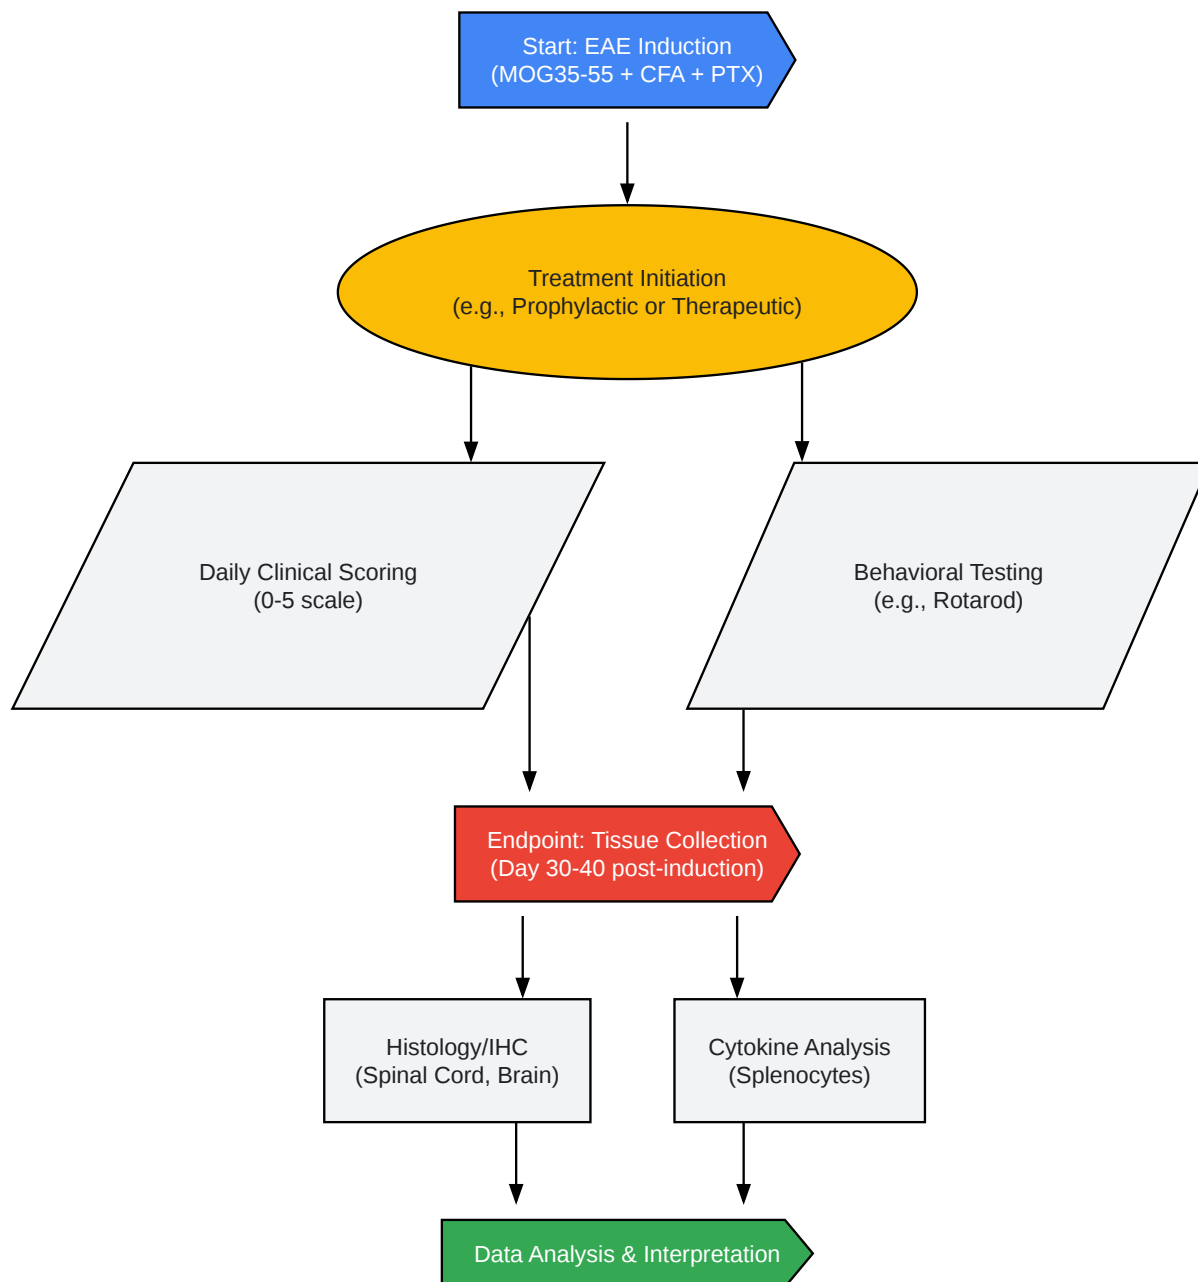 Start: EAE Induction
(MOG35-55 + CFA + PTX)
Treatment Initiation
(e.g., Prophylactic or Therapeutic)
Daily Clinical Scoring
(0-5 scale)
Behavioral Testing
(e.g., Rotarod)
Endpoint: Tissue Collection
(Day 30-40 post-induction)
Histology/IHC
(Spinal Cord, Brain)
Cytokine Analysis
(Splenocytes)
Data Analysis & Interpretation